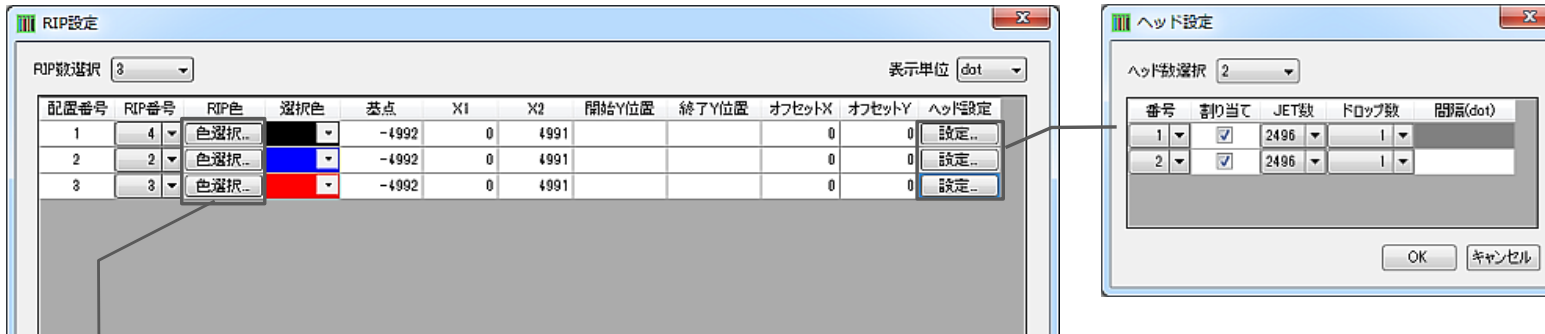 RIP設定
RIP数選択 3
表示単位 dot
配置番号 RIP番号 RIP色 選択色 基点 X1 X2 開始Y位置 終了Y位置 オフセットX オフセットY ヘッド設定
1 4 色選択... -4992 0 4991 0 0 設定...
2 2 色選択... -4992 0 4991 0 0 設定...
3 3 色選択... -4992 0 4991 0 0 設定...
ヘッド設定
ヘッド数選択 2
番号 割り当て JET数 ドロップ数 間隔(dot)
1 2496 1
2 2496 1
OK キャンセル